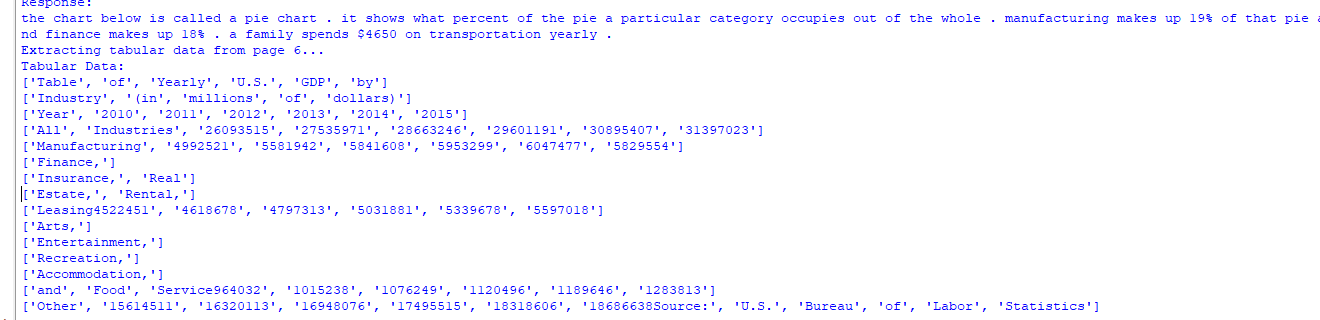 Response:
the chart below is called a pie chart . it shows what percent of the pie a particular category occupies out of the whole . manufacturing makes up 19% of that pie a
nd finance makes up 18% . a family spends $4650 on transportation yearly .
Extracting tabular data from page 6...
Tabular Data:
['Table', 'of', 'Yearly', 'U.S.', 'GDP', 'by']
['Industry', '(in', 'millions', 'of', 'dollars)']
['Year', '2010', '2011', '2012', '2013', '2014', '2015']
['All', 'Industries', '26093515', '27535971', '28663246', '29601191', '30895407', '31397023']
['Manufacturing', '4992521', '5581942', '5841608', '5953299', '6047477', '5829554']
['Finance,']
['Insurance,', 'Real']
['Estate,', 'Rental,']
['Leasing4522451', '4618678', '4797313', '5031881', '5339678', '5597018']
['Arts,']
['Entertainment,']
['Recreation,']
['Accommodation,']
['and', 'Food', 'Service964032', '1015238', '1076249', '1120496', '1189646', '1283813']
['Other', '15614511', '16320113', '16948076', '17495515', '18318606', '18686638Source:', 'U.S.', 'Bureau', 'of', 'Labor', 'Statistics']